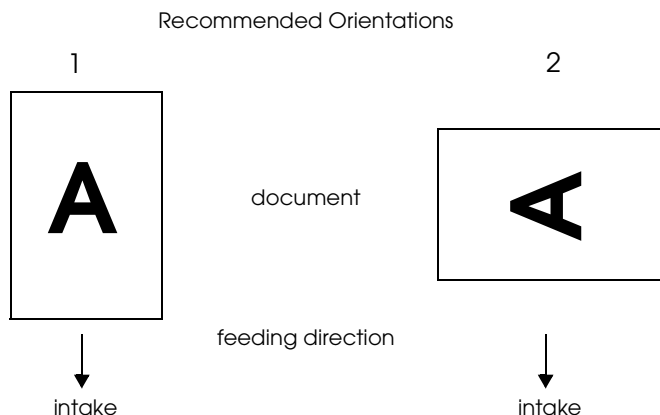 Recommended Orientations
1 2
A
document
A
feeding direction
intake intake